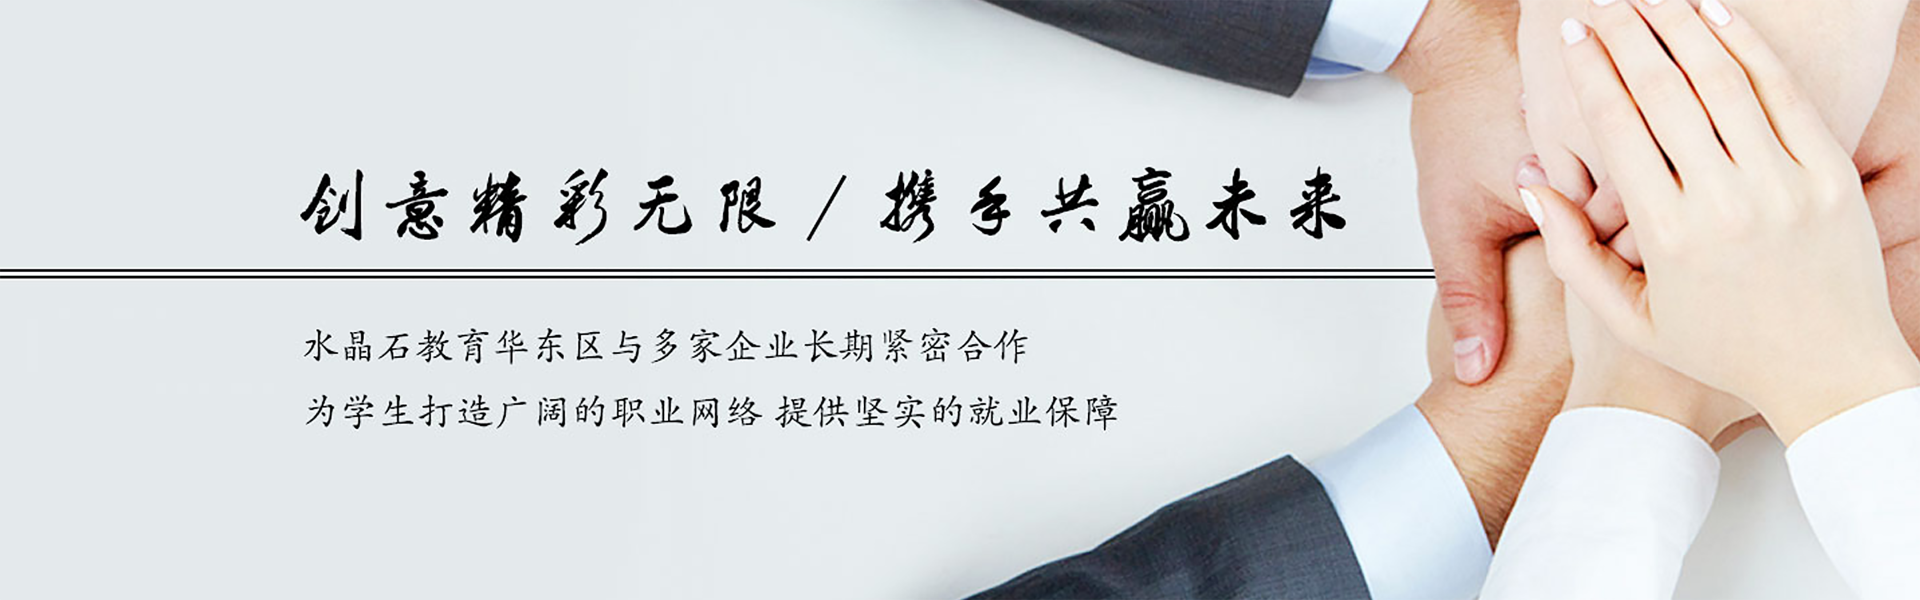 创意精彩无限/携手共赢未来
水晶石教育华东区与多家企业长期紧密合作
为学生打造广阔的职业网络 提供坚实的就业保障